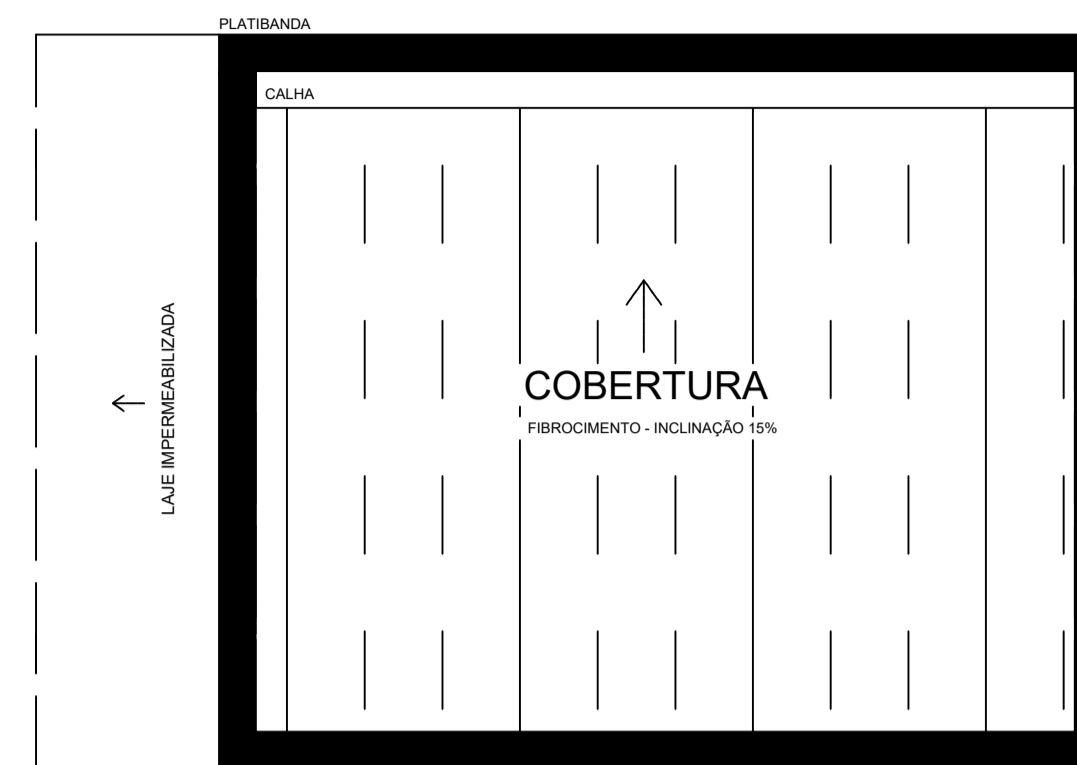 PLATIBANDA
CALHA
LAJE IMPERMEABILIZADA
COBERTURA
FIBROCIMENTO - INCLINAÇÃO 15%